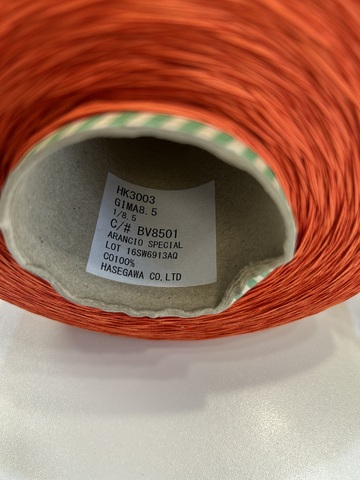 HK3003
GIMA8.5
1/8.5
C/# BV8501
ARANCIO SPECIAL
LOT 16SW6913AQ
CO100%
HASEGAWA CO,LTD